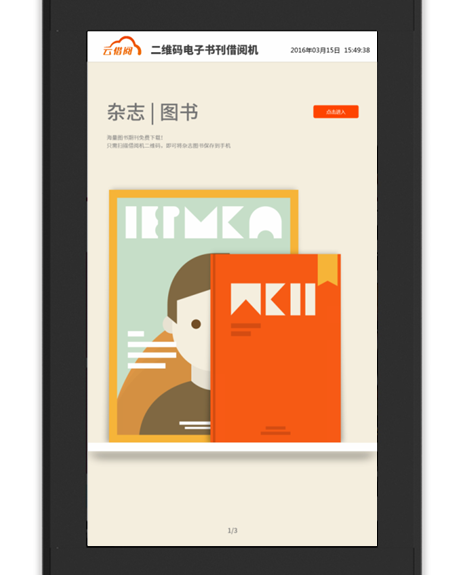 云借阅
二维码电子书刊借阅机
2016年03月15日 15:49:38
杂志 | 图书
点击进入
海量图书期刊免费下载!
只需扫描借阅机二维码，即可将杂志图书保存到手机
1/3